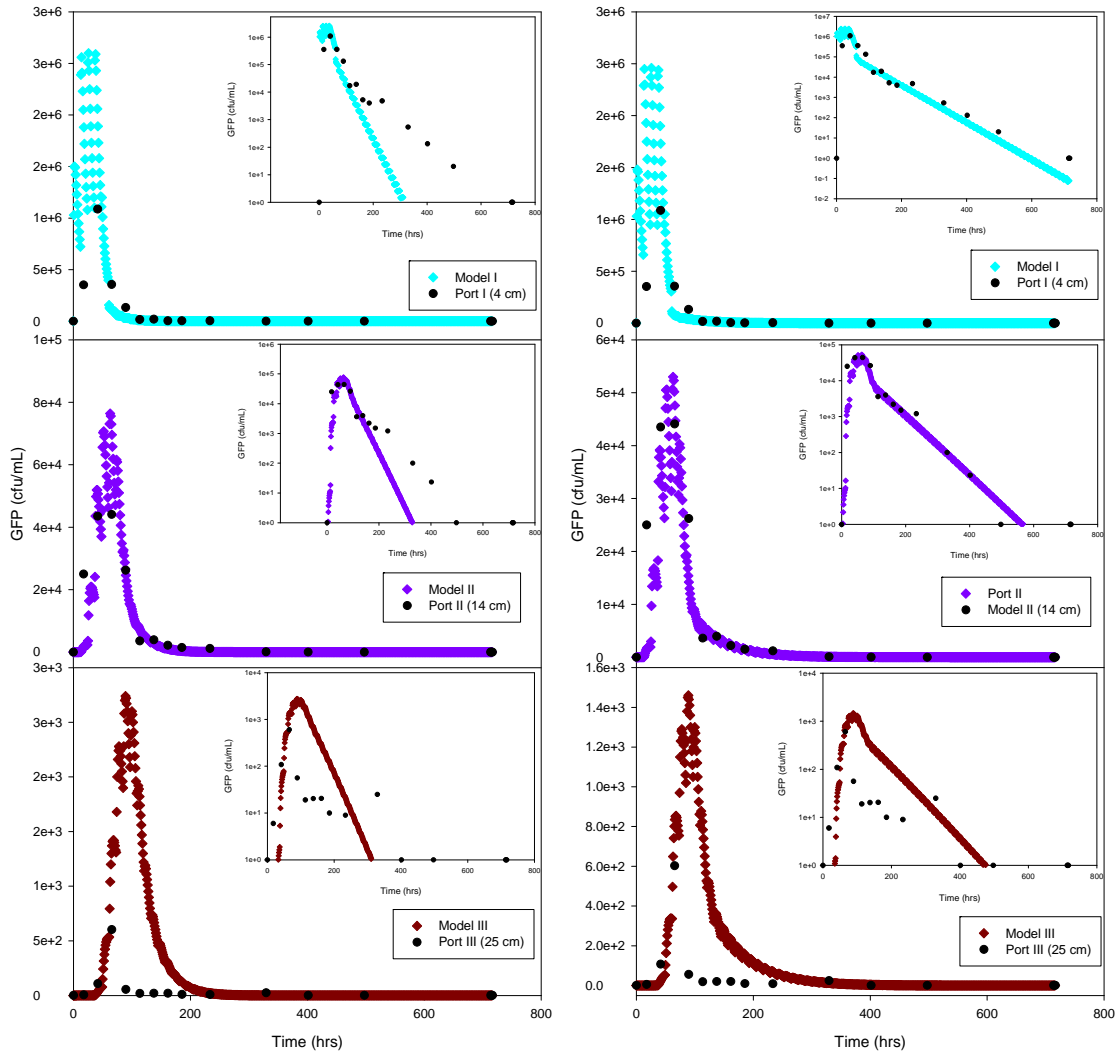 3e+6
3e+6
2e+6
2e+6
1e+6
5e+5
0
GFP (cfu/mL)
1e+6
1e+5
1e+4
1e+3
1e+2
1e+1
1e+0
0 200 400 600 800
Time (hrs)
Model I
Port I (4 cm)
1e+5
8e+4
6e+4
4e+4
2e+4
0
GFP (cfu/mL)
GFP (cfu/mL)
1e+6
1e+5
1e+4
1e+3
1e+2
1e+1
1e+0
0 200 400 600 800
Time (hrs)
Model II
Port II (14 cm)
3e+3
3e+3
2e+3
2e+3
1e+3
5e+2
0
GFP (cfu/mL)
1e+4
1e+3
1e+2
1e+1
1e+0
0 200 400 600 800
Time (hrs)
Model III
Port III (25 cm)
0 200 400 600 800
Time (hrs)
3e+6
3e+6
2e+6
2e+6
1e+6
5e+5
0
GFP (cfu/mL)
1e+7
1e+6
1e+5
1e+4
1e+3
1e+2
1e+1
1e+0
1e-1
1e-2
0 200 400 600 800
Time (hrs)
Model I
Port I (4 cm)
6e+4
5e+4
4e+4
3e+4
2e+4
1e+4
0
GFP (cfu/mL)
GFP (cfu/mL)
1e+5
1e+4
1e+3
1e+2
1e+1
1e+0
0 200 400 600 800
Time (hrs)
Port II
Model II (14 cm)
1.6e+3
1.4e+3
1.2e+3
1.0e+3
8.0e+2
6.0e+2
4.0e+2
2.0e+2
0.0
GFP (cfu/mL)
1e+4
1e+3
1e+2
1e+1
1e+0
0 200 400 600 800
Time (hrs)
Model III
Port III (25 cm)
0 200 400 600 800
Time (hrs)